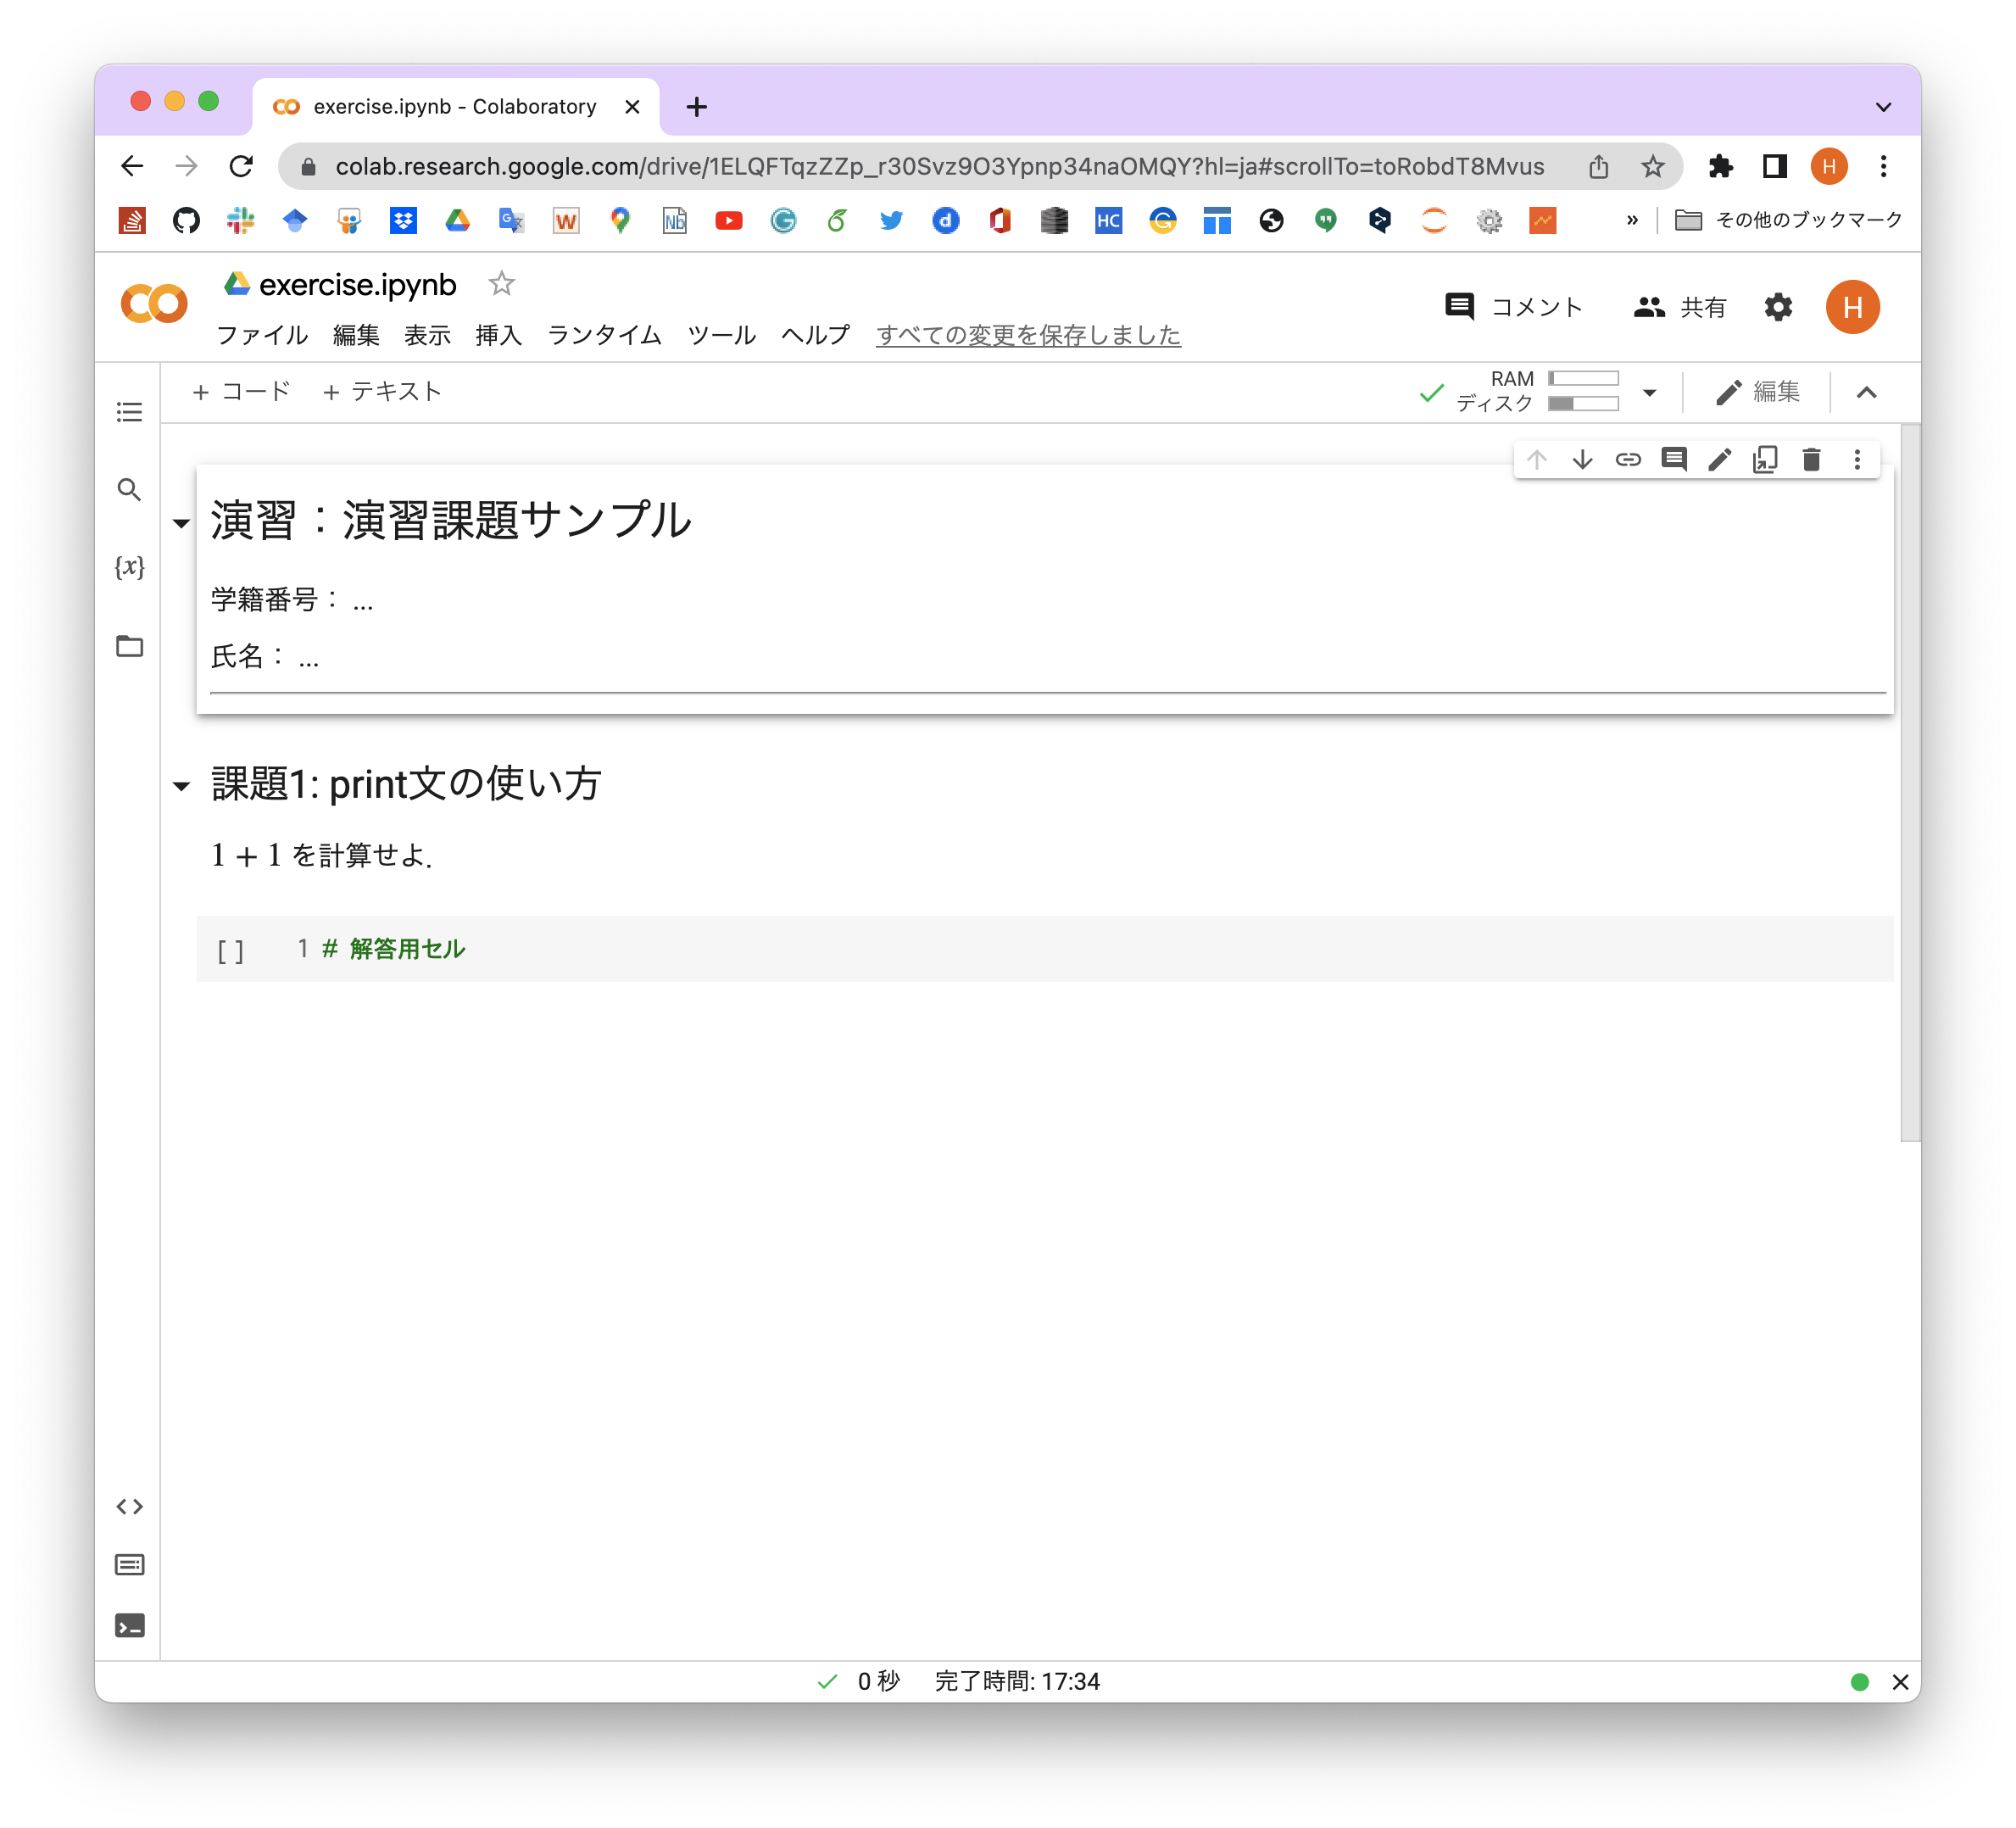 exercise.ipynb - Colaboratory
colab.research.google.com/drive/1ELQFTqzZZp_r30Svz9O3Ypnp34naOMQY?hl=ja#scrollTo=toRobdT8Mvus
H
W
Nb
d
HC
» その他のブックマーク
exercise.ipynb
コメント 共有 H
ファイル 編集 表示 挿入 ランタイム ツール ヘルプ すべての変更を保存しました
+ コード + テキスト
RAM
ディスク
編集
{x}
演習：演習課題サンプル
学籍番号： ...
氏名： ...
課題1: print文の使い方
1 + 1 を計算せよ.
[ ] 1 # 解答用セル
0 秒 完了時間: 17:34